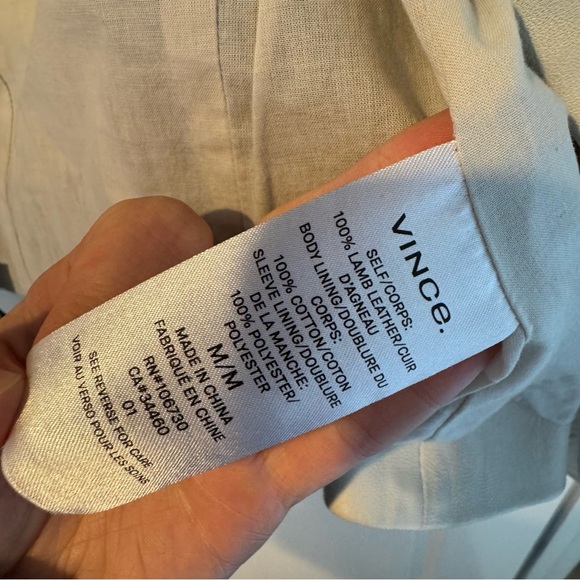 VINCE.
SELF/CORPS:
100% LAMB LEATHER/CUIR
D'AGNEAU
BODY LINING/DOUBLURE DU
CORPS:
100% COTTON/COTON
SLEEVE LINING/DOUBLURE
DE LA MANCHE:
100% POLYESTER/
POLYESTER
M/M
MADE IN CHINA
FABRIQUÉ EN CHINE
RN#106730
CA#34460
01
SEE REVERSE FOR CARE
VOIR AU VERSO POUR LES SOINS